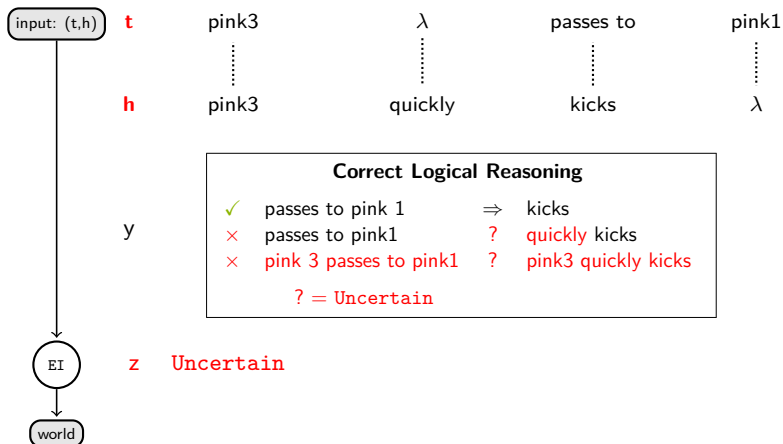 input: (t,h) t pink3 λ passes to pink1
h pink3 quickly kicks λ
Correct Logical Reasoning
✓ passes to pink 1 ⇒ kicks
y × passes to pink1 ? quickly kicks
× pink 3 passes to pink1 ? pink3 quickly kicks
? = Uncertain
EI z Uncertain
world